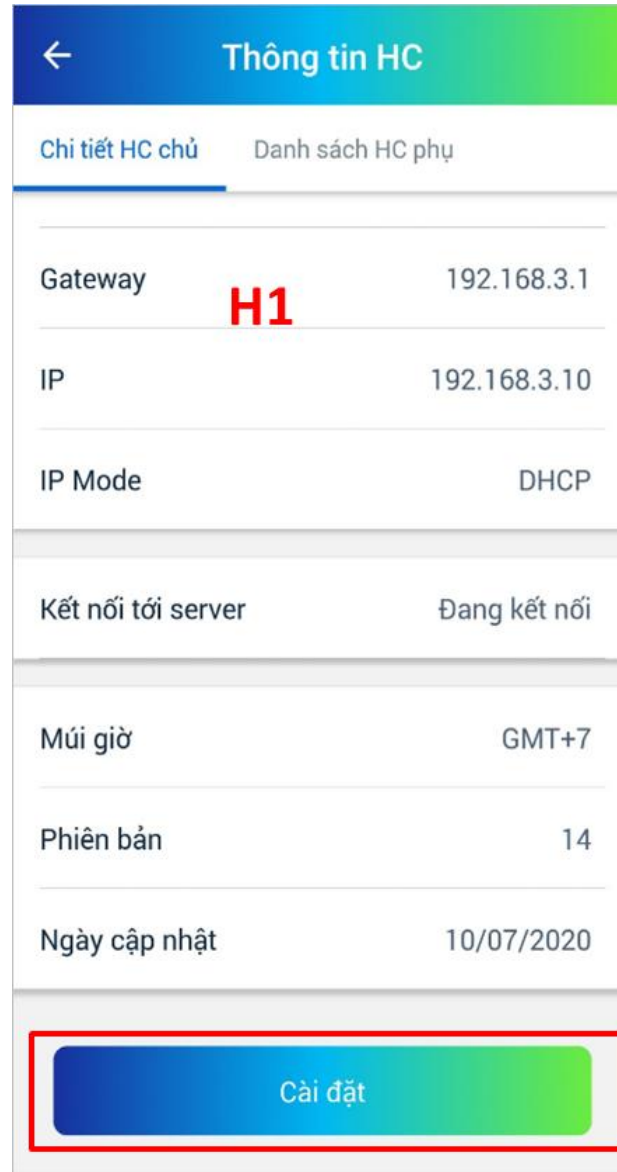 Thông tin HC
Chi tiết HC chủ Danh sách HC phụ
Gateway 192.168.3.1
H1
IP 192.168.3.10
IP Mode DHCP
Kết nối tới server Đang kết nối
Múi giờ GMT+7
Phiên bản 14
Ngày cập nhật 10/07/2020
Cài đặt